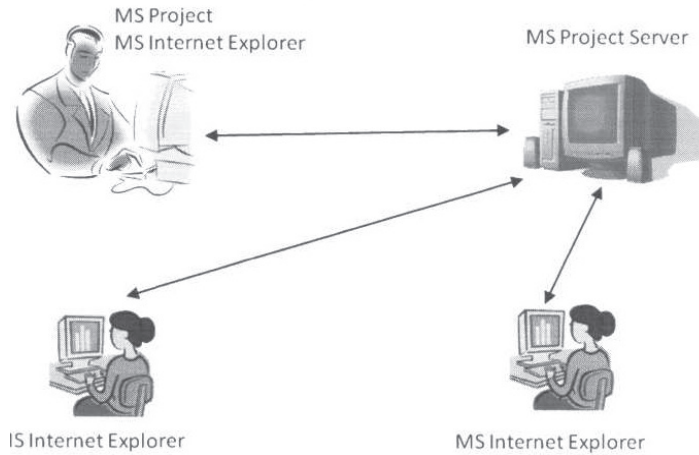 MS Project
MS Internet Explorer
MS Project Server
IS Internet Explorer
MS Internet Explorer